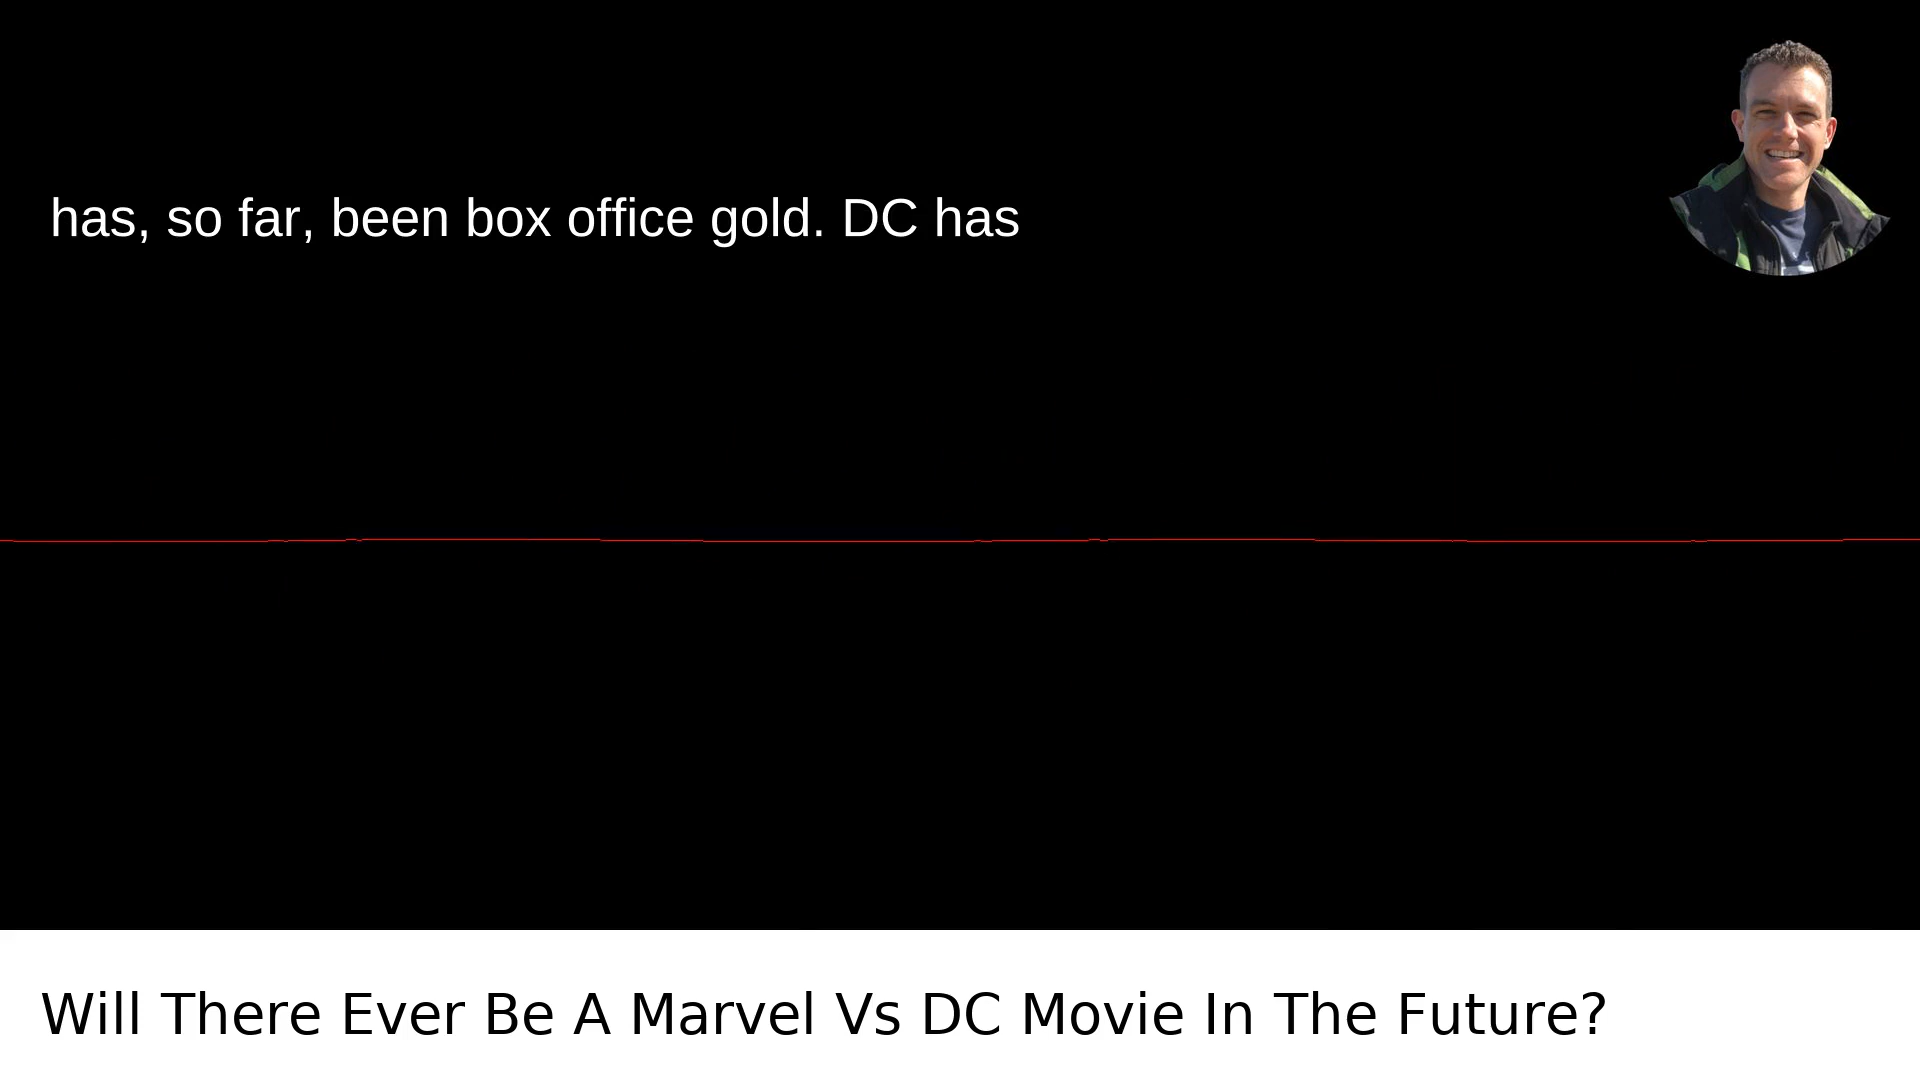 has, so far, been box office gold. DC has
Will There Ever Be A Marvel Vs DC Movie In The Future?